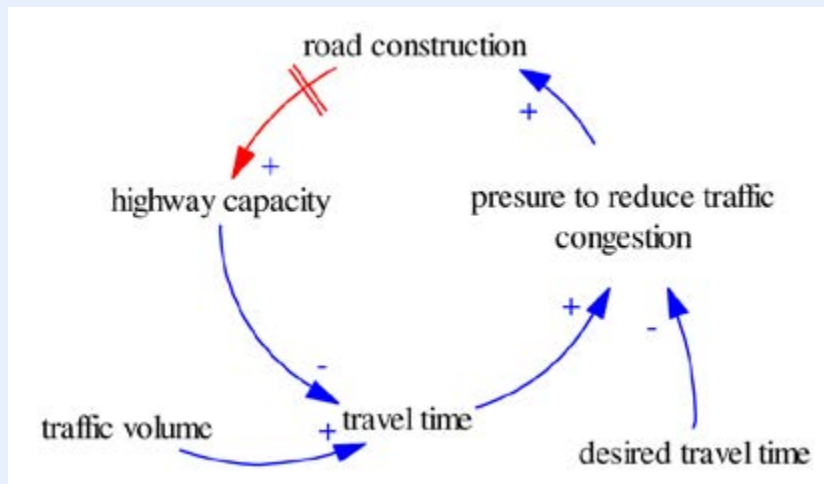 road construction
+
+
highway capacity
presure to reduce traffic
congestion
+
-
-
traffic volume
+
travel time
desired travel time